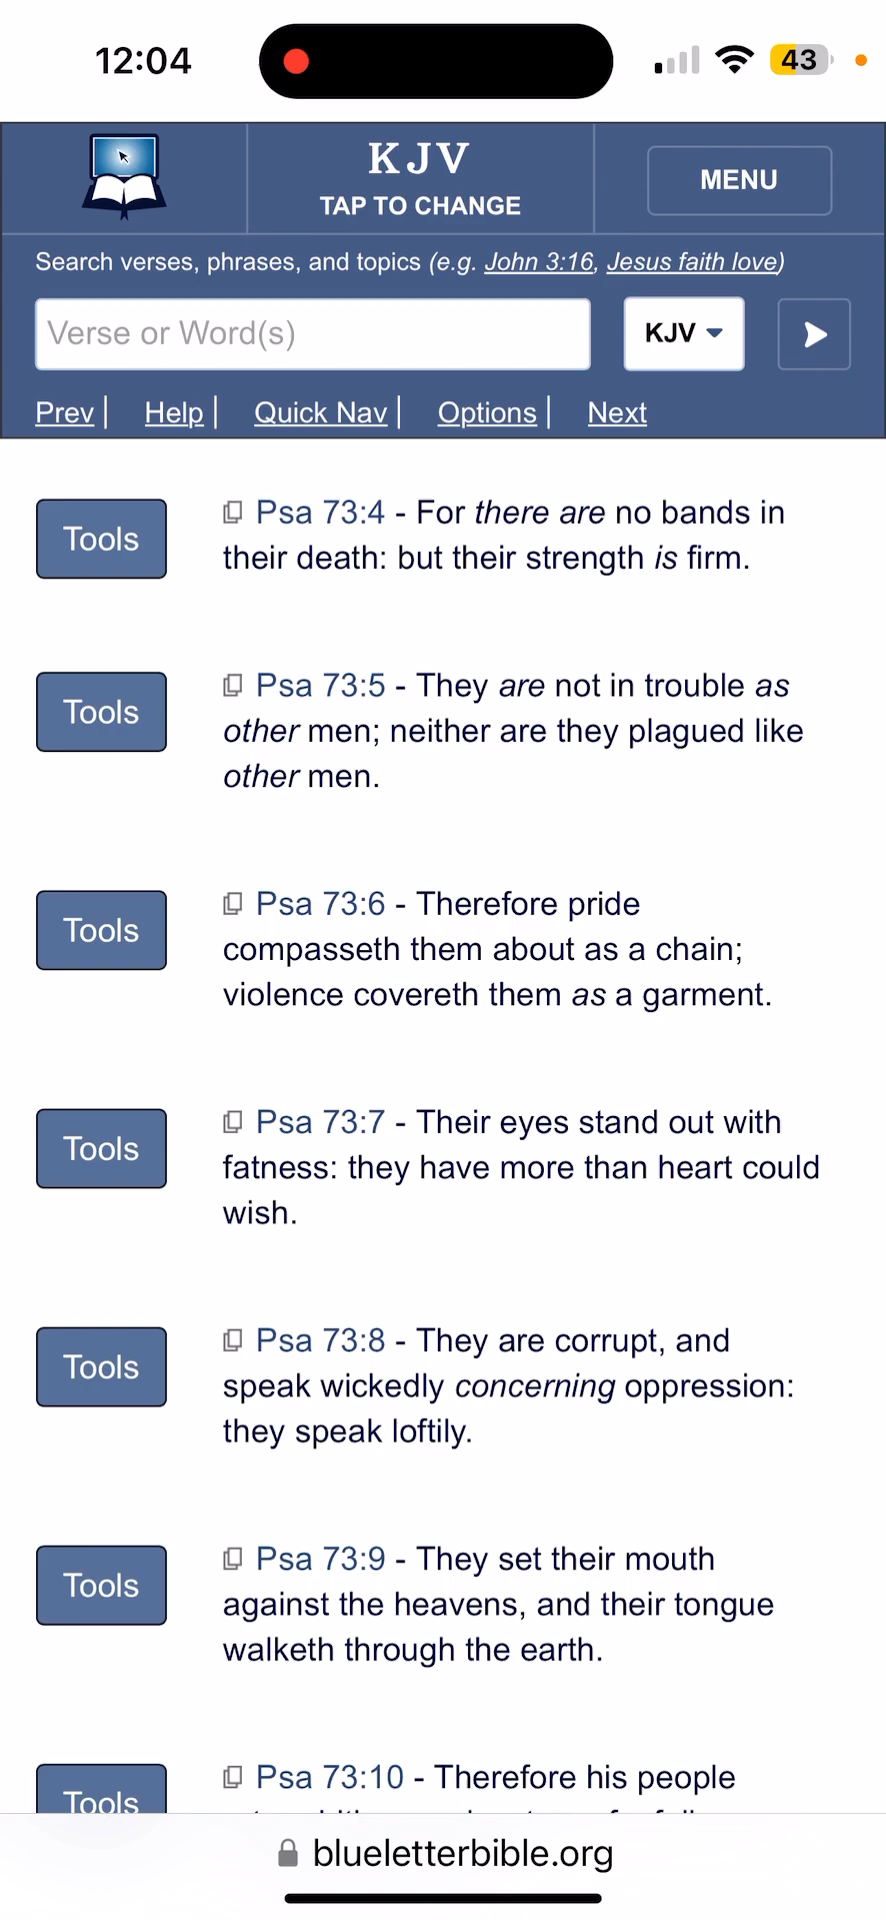 12:04
43
KJV
TAP TO CHANGE
MENU
Search verses, phrases, and topics (e.g. John 3:16, Jesus faith love)
Verse or Word(s)
KJV
Prev | Help | Quick Nav | Options | Next
Tools
Psa 73:4 - For there are no bands in
their death: but their strength is firm.
Tools
Psa 73:5 - They are not in trouble as
other men; neither are they plagued like
other men.
Tools
Psa 73:6 - Therefore pride
compasseth them about as a chain;
violence covereth them as a garment.
Tools
Psa 73:7 - Their eyes stand out with
fatness: they have more than heart could
wish.
Tools
Psa 73:8 - They are corrupt, and
speak wickedly concerning oppression:
they speak loftily.
Tools
Psa 73:9 - They set their mouth
against the heavens, and their tongue
walketh through the earth.
Tools
Psa 73:10 - Therefore his people
blueletterbible.org